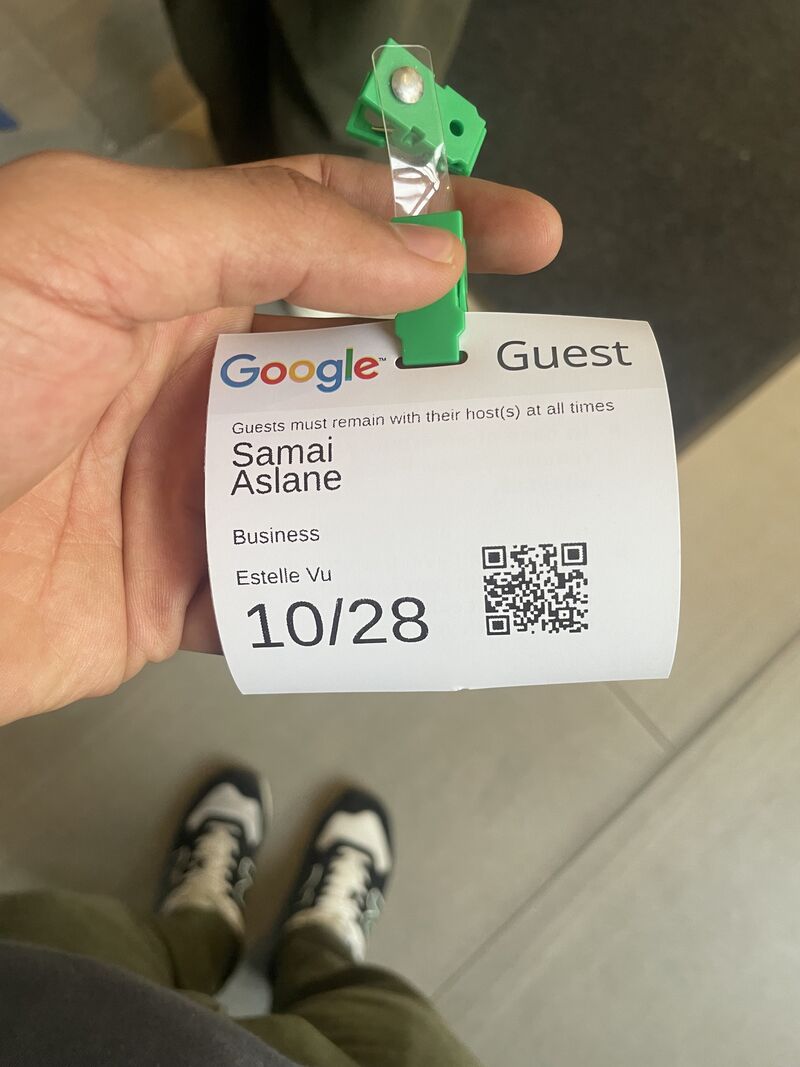 Google™ Guest
Guests must remain with their host(s) at all times
Samai
Aslane
Business
Estelle Vu
10/28